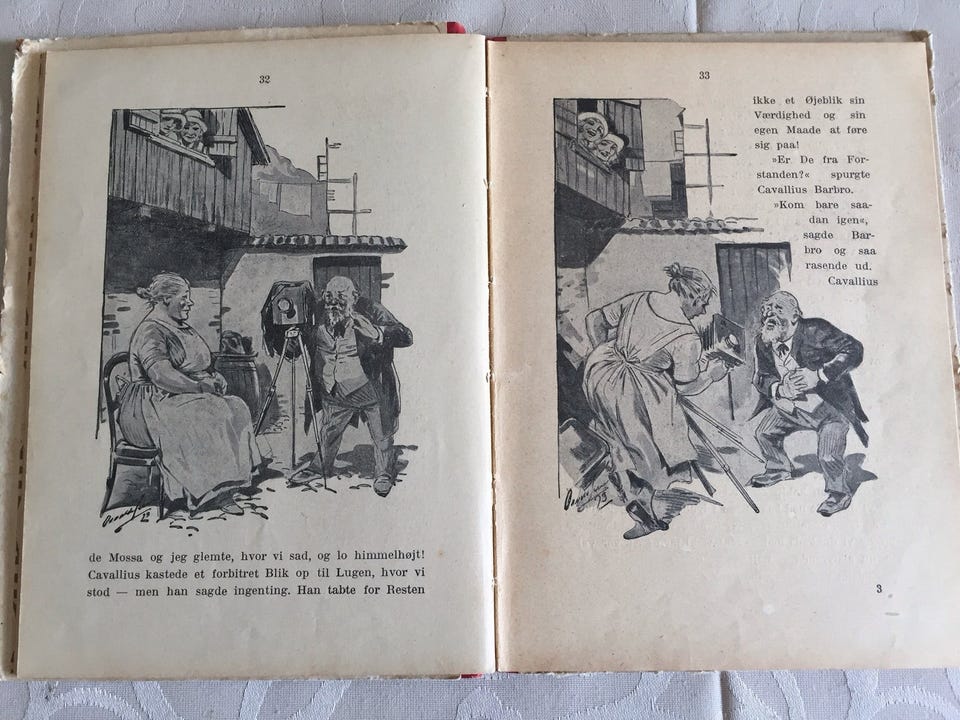 32
de Mossa og jeg glemte, hvor vi sad, og lo himmelhøjt!
Cavallius kastede et forbitret Blik op til Lugen, hvor vi
stod — men han sagde ingenting. Han tabte for Resten
33
ikke et Øjeblik sin
Værdighed og sin
egen Maade at føre
sig paa!
»Er De fra For-
standen?« spurgte
Cavallius Barbro.
»Kom bare saa-
dan igen«,
sagde Bar-
bro og saa
rasende ud.
Cavallius
3